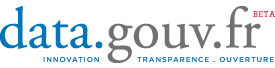 data.gouv.fr BETA
INNOVATION TRANSPARENCE . OUVERTURE